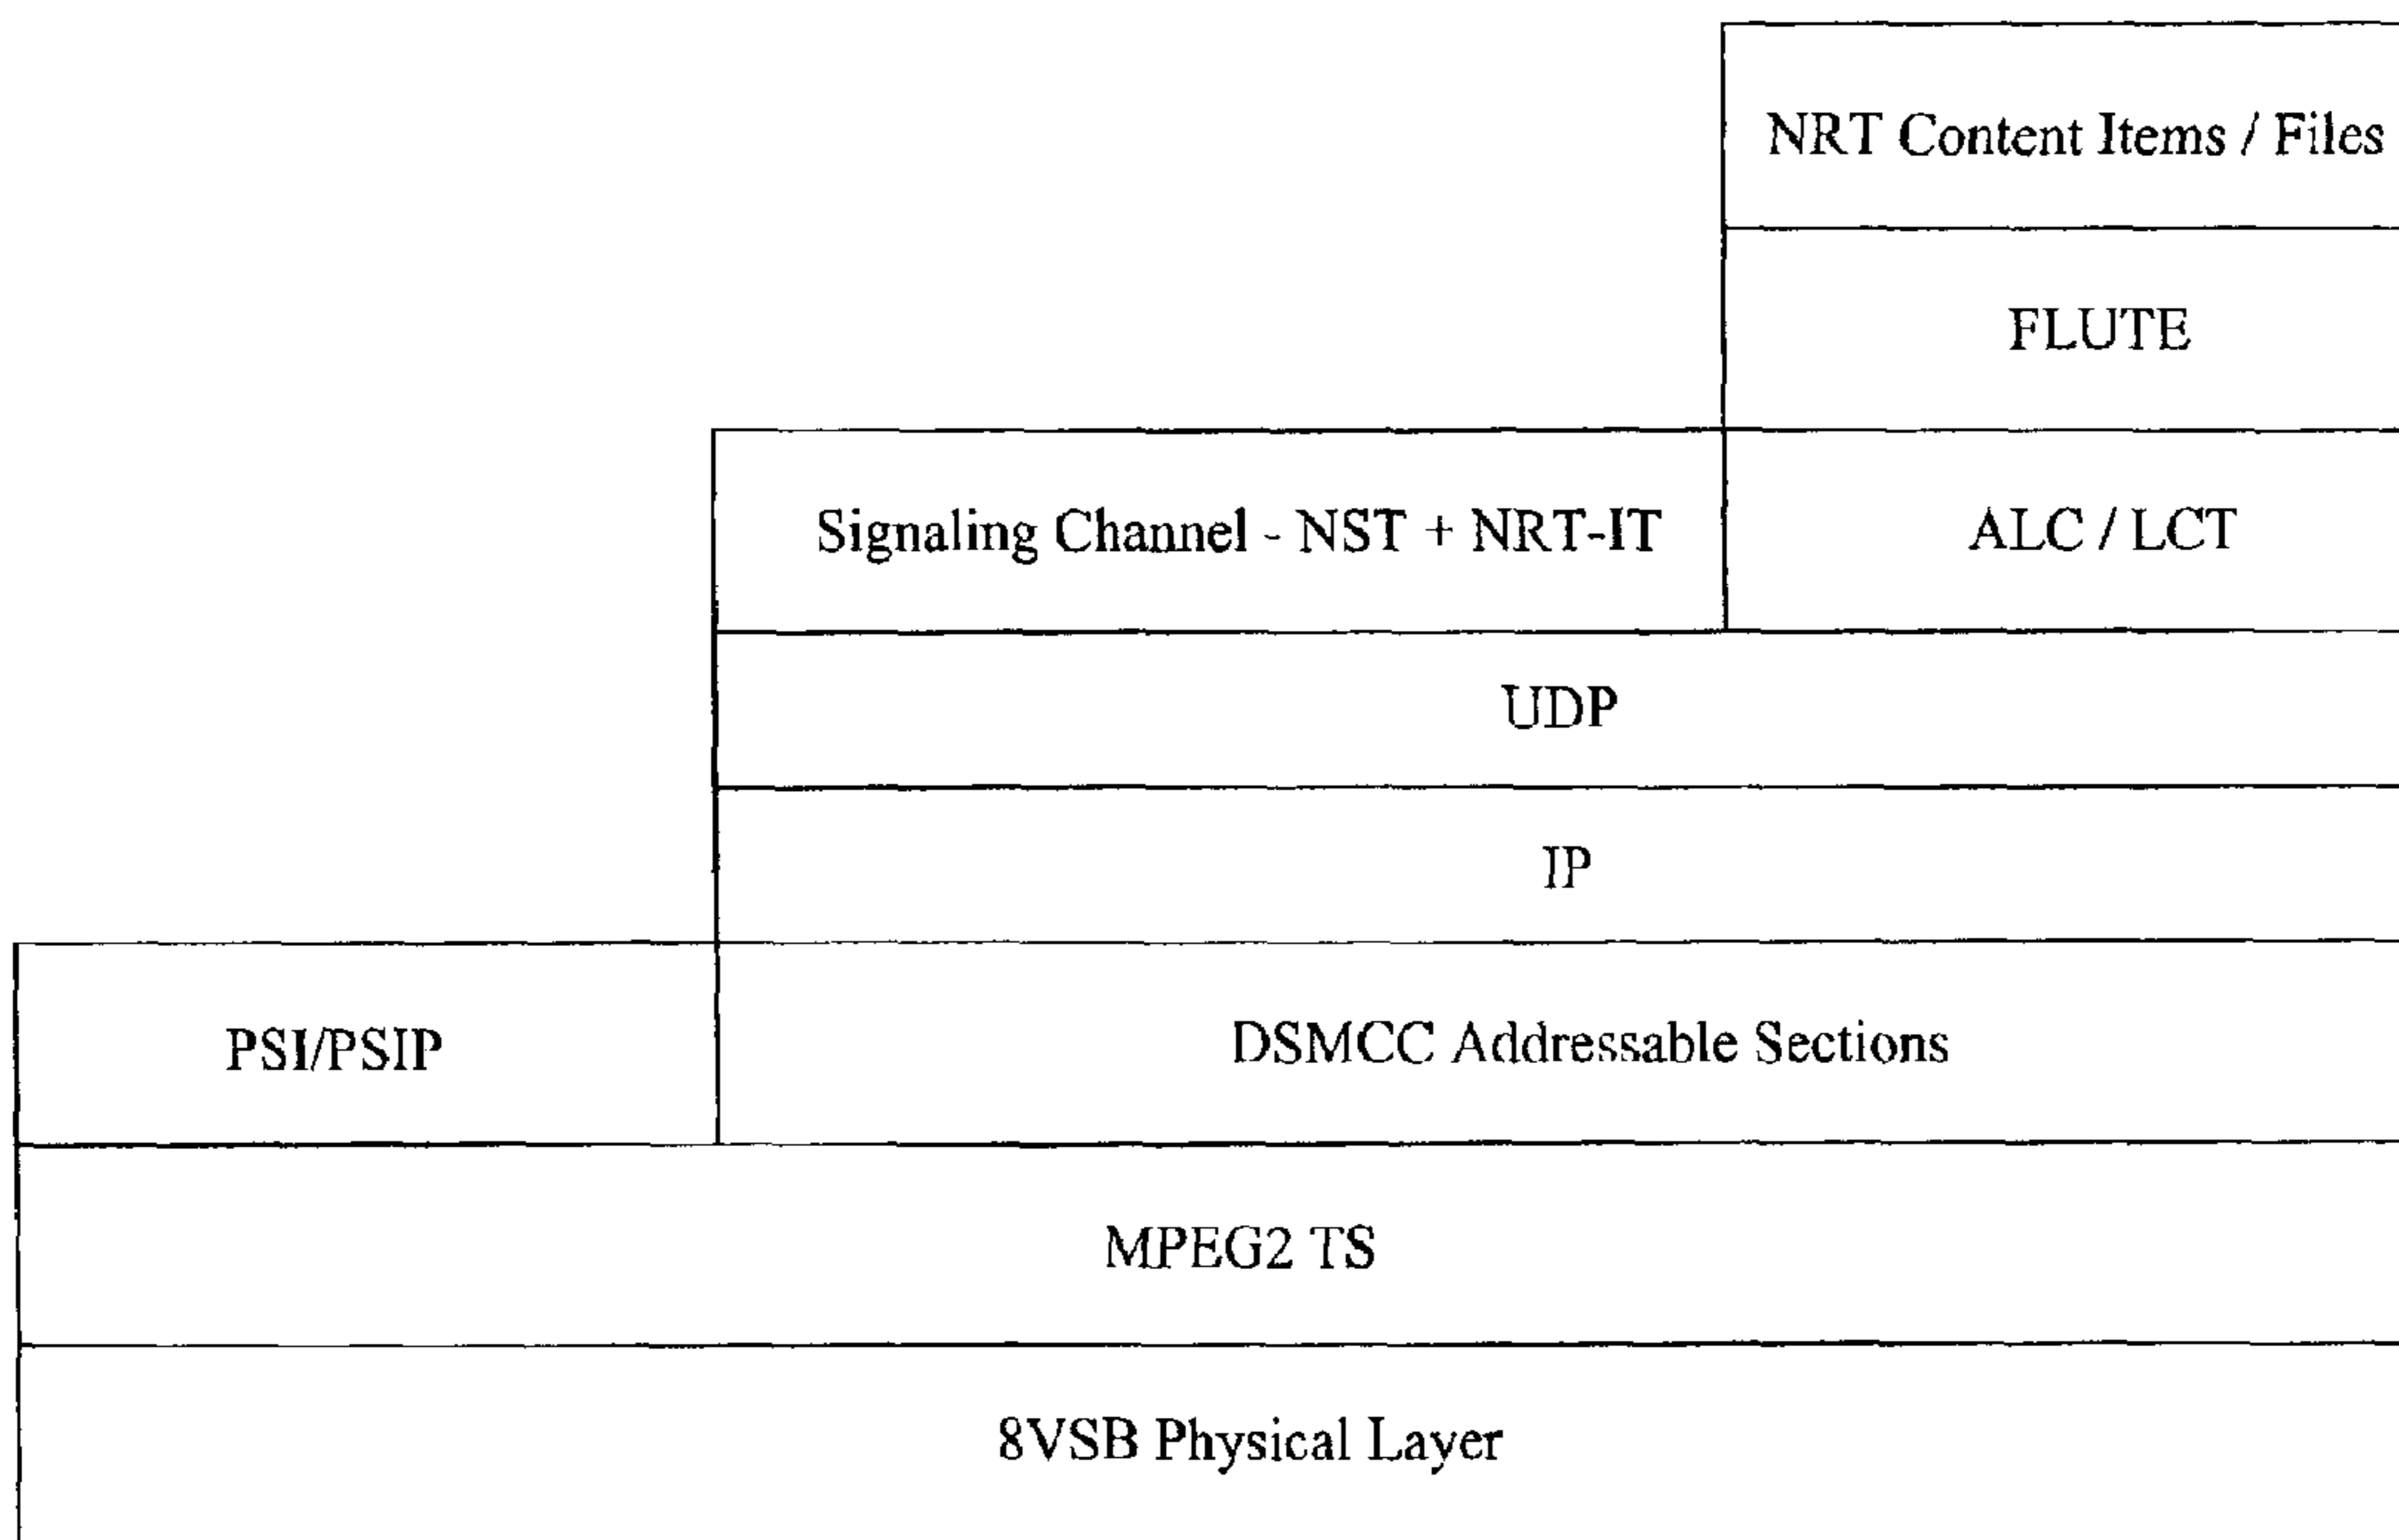 NRT Content Items / Files
FLUTE
Signaling Channel - NST + NRT-IT
ALC / LCT
UDP
IP
PSI/PSIP
DSMCC Addressable Sections
MPEG2 TS
8VSB Physical Layer